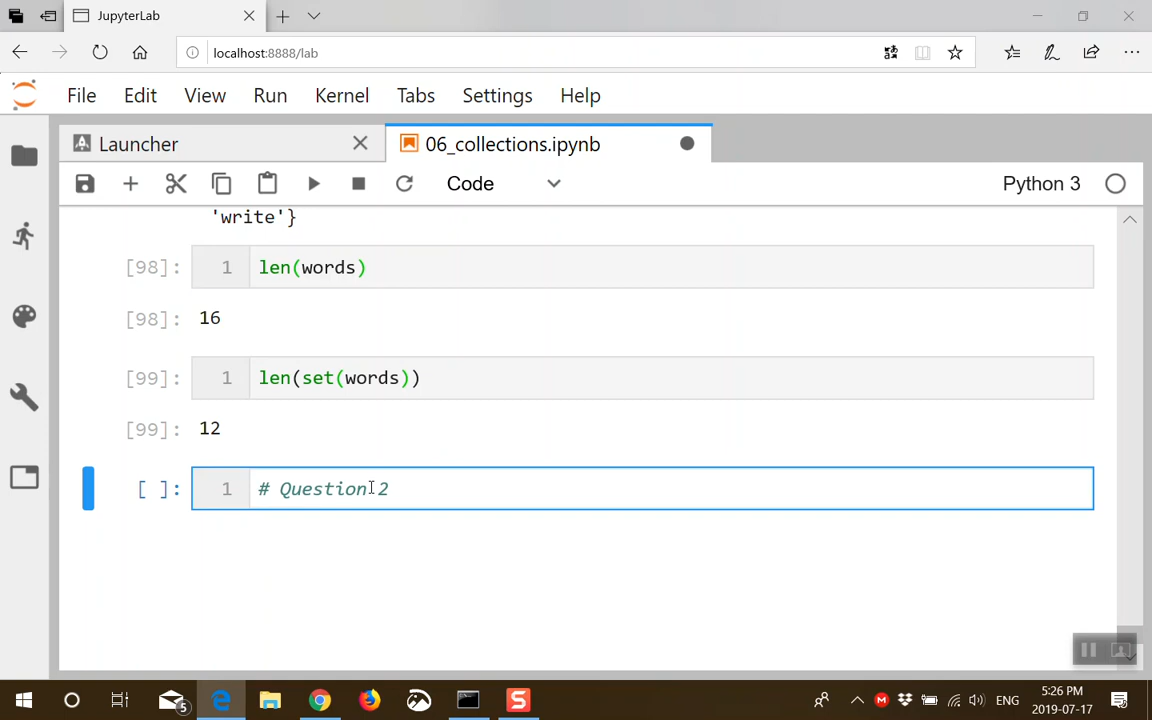 JupyterLab
localhost:8888/lab
File Edit View Run Kernel Tabs Settings Help
Launcher
06_collections.ipynb
Code
Python 3
'write'}
[98]: 1 len(words)
[98]: 16
[99]: 1 len(set(words))
[99]: 12
[ ]: 1 # Question 2
5
S
ENG
5:26 PM
2019-07-17